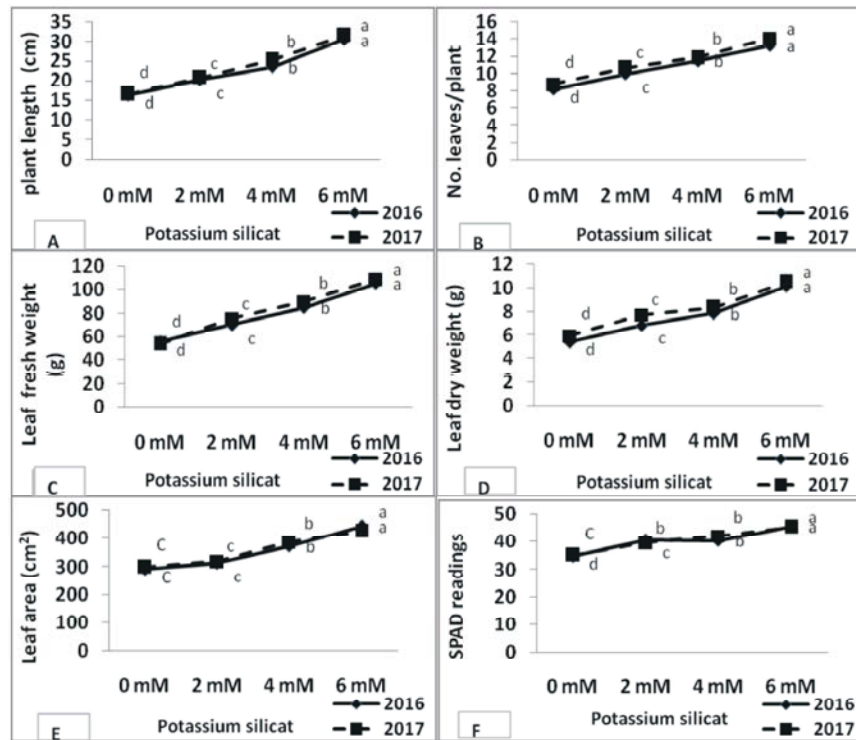 plant length (cm)
35
30
25
20
15
10
5
0
d
d
c
c
b
b
a
a
0 mM 2 mM 4 mM 6 mM
Potassium silicat
2016
2017
A
No. leaves/plant
16
14
12
10
8
6
4
2
0
d
d
c
c
b
b
a
a
0 mM 2 mM 4 mM 6 mM
Potassium silicat
2016
2017
B
Leaf fresh weight
(g)
120
100
80
60
40
20
0
d
d
c
c
b
b
a
a
0 mM 2 mM 4 mM 6 mM
Potassium silicat
2016
2017
C
Leaf dry weight (g)
12
10
8
6
4
2
0
d
d
c
c
b
b
a
a
0 mM 2 mM 4 mM 6 mM
Potassium silicat
2016
2017
D
Leaf area (cm²)
500
400
300
200
100
0
C
C
c
c
b
b
a
a
0 mM 2 mM 4 mM 6 mM
Potassium silicat
2016
2017
E
SPAD readings
50
40
30
20
10
0
C
d
b
c
b
b
a
a
0 mM 2 mM 4 mM 6 mM
Potassium silicat
2016
2017
F